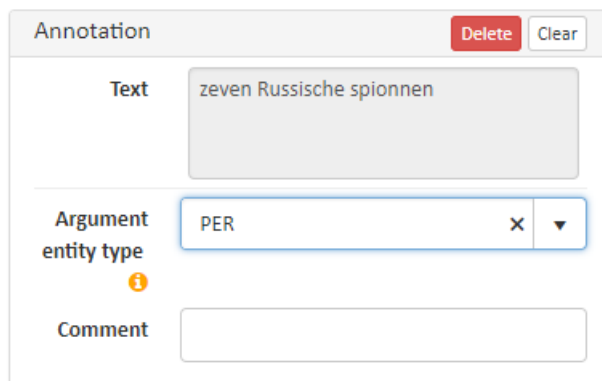 Annotation Delete Clear
Text zeven Russische spionnen
Argument PER
entity type
Comment